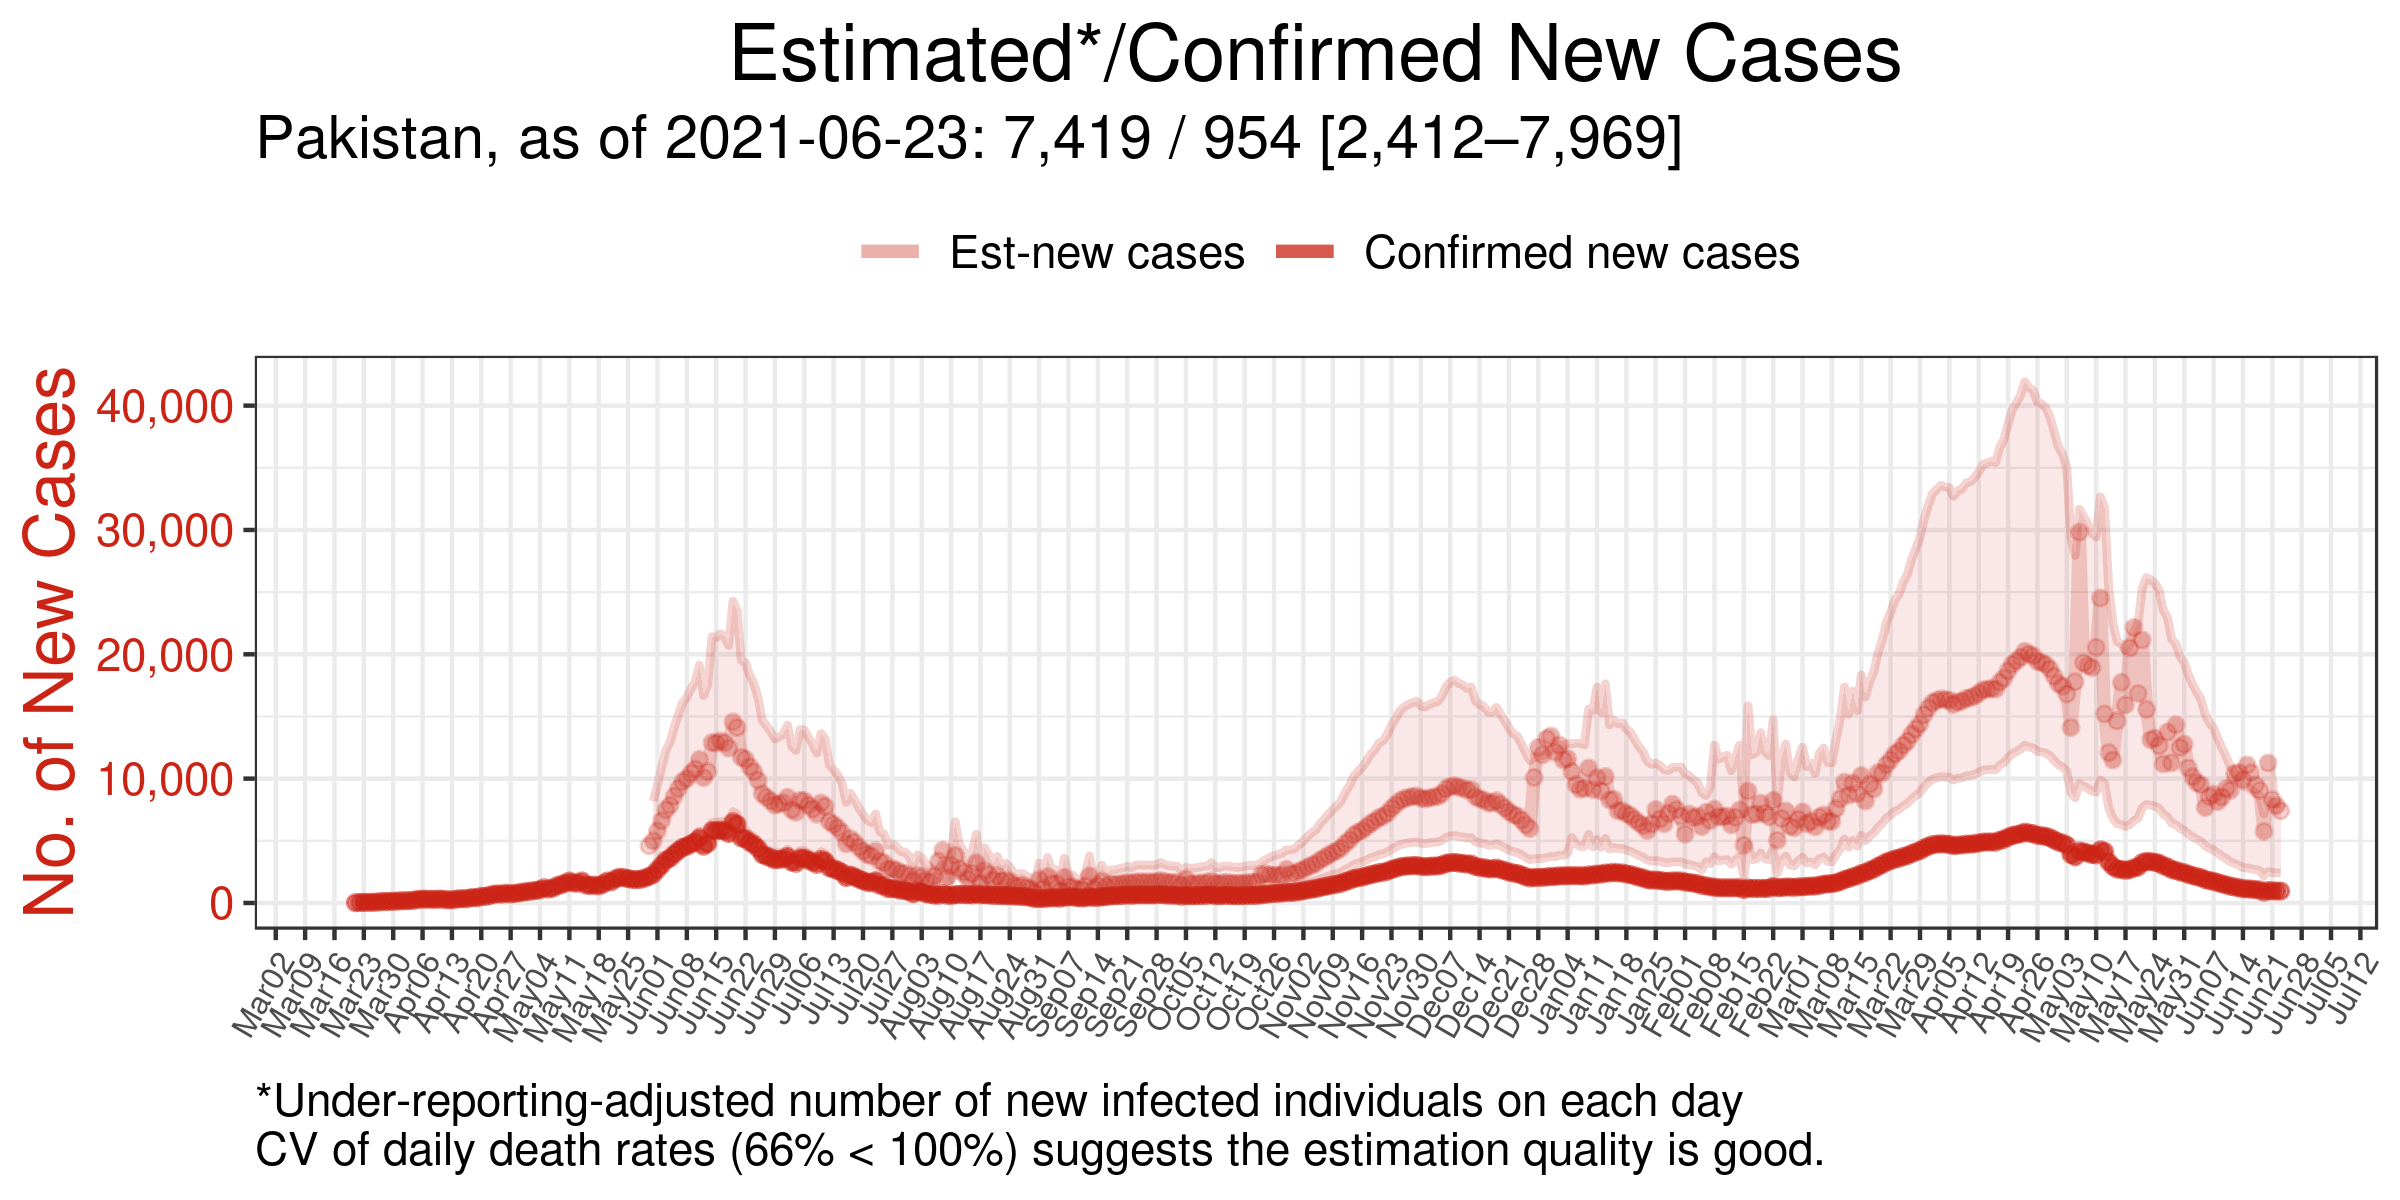 Estimated*/Confirmed New Cases
Pakistan, as of 2021-06-23: 7,419 / 954 [2,412–7,969]
Est-new cases
Confirmed new cases
No. of New Cases
40,000
30,000
20,000
10,000
0
Mar02
Mar09
Mar16
Mar23
Mar30
Apr06
Apr13
Apr20
Apr27
May04
May11
May18
May25
Jun01
Jun08
Jun15
Jun22
Jun29
Jul06
Jul13
Jul20
Jul27
Aug03
Aug10
Aug17
Aug24
Aug31
Sep07
Sep14
Sep21
Sep28
Oct05
Oct12
Oct19
Oct26
Nov02
Nov09
Nov16
Nov23
Nov30
Dec07
Dec14
Dec21
Dec28
Jan04
Jan11
Jan18
Jan25
Feb01
Feb08
Feb15
Feb22
Mar01
Mar08
Mar15
Mar22
Mar29
Apr05
Apr12
Apr19
Apr26
May03
May10
May17
May24
May31
Jun07
Jun14
Jun21
Jun28
Jul05
Jul12
*Under-reporting-adjusted number of new infected individuals on each day
CV of daily death rates (66% < 100%) suggests the estimation quality is good.